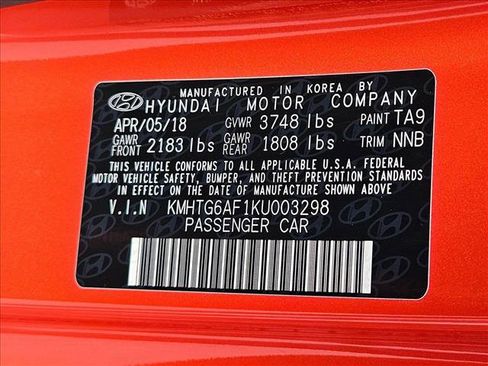 MANUFACTURED IN KOREA BY
HYUNDAI MOTOR COMPANY
APR/05/18 GVWR 3748 lbs PAINT TA9
GAWR FRONT 2183 lbs GAWR REAR 1808 lbs TRIM NNB
THIS VEHICLE CONFORMS TO ALL APPLICABLE U.S.A. FEDERAL
MOTOR VEHICLE SAFETY, BUMPER, AND THEFT PREVENTION STANDARDS
IN EFFECT ON THE DATE OF MANUFACTURE SHOWN ABOVE.
V.I.N KMHTG6AF1KU003298
PASSENGER CAR